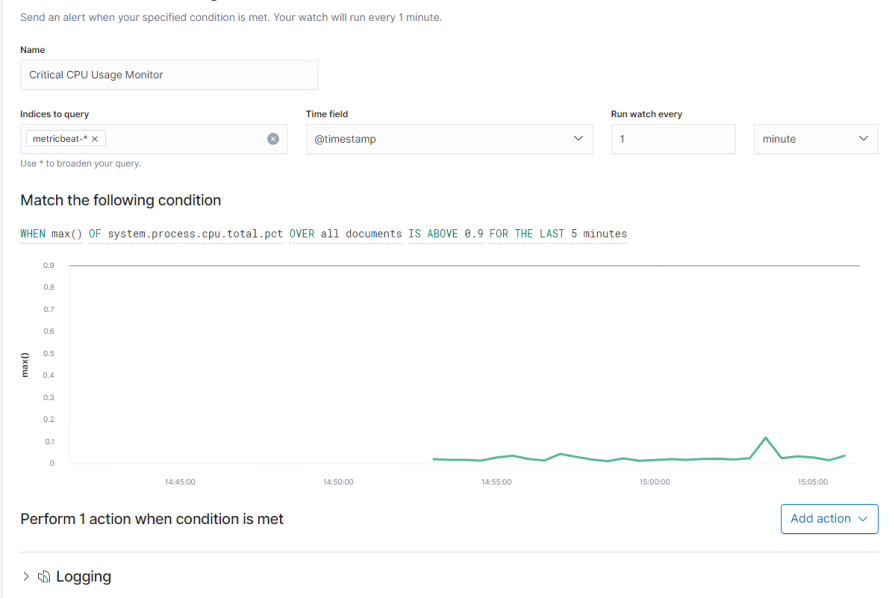 Send an alert when your specified condition is met. Your watch will run every 1 minute.
Name
Critical CPU Usage Monitor
Indices to query
Time field
Run watch every
metricbeat-* ×
@timestamp
1
minute
Use * to broaden your query.
Match the following condition
WHEN max() OF system.process.cpu.total.pct OVER all documents IS ABOVE 0.9 FOR THE LAST 5 minutes
0.9
0.8
0.7
0.6
0.5
0.4
0.3
0.2
0.1
0
max()
14:45:00
14:50:00
14:55:00
15:00:00
15:05:00
Perform 1 action when condition is met
Add action
Logging